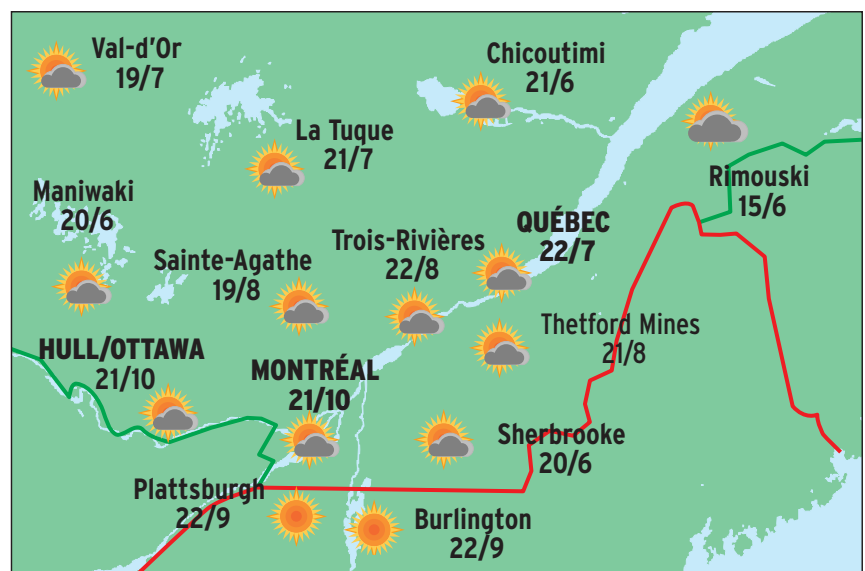 Val-d'Or
19/7
Chicoutimi
21/6
La Tuque
21/7
Rimouski
15/6
Maniwaki
20/6
QUÉBEC
22/7
Trois-Rivières
22/8
Sainte-Agathe
19/8
Thetford Mines
21/8
HULL/OTTAWA
21/10
MONTRÉAL
21/10
Sherbrooke
20/6
Plattsburgh
22/9
Burlington
22/9